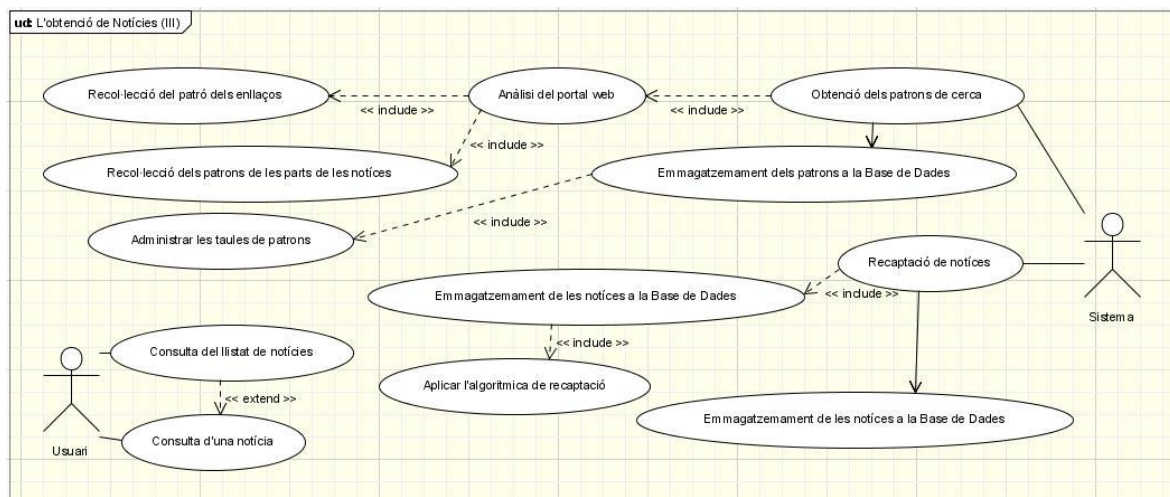 ud: L'obtenció de Notícies (III)
Recol·lecció del patró dels enllaços
<< include >>
Anàlisi del portal web
<< include >>
Obtenció dels patrons de cerca
<< include >>
Recol·lecció dels patrons de les parts de les notíces
Emmagatzemament dels patrons a la Base de Dades
<< include >>
Administrar les taules de patrons
Recaptació de notíces
<< include >>
Emmagatzemament de les notíces a la Base de Dades
Sistema
<< include >>
Consulta del llistat de notícies
Aplicar l'algoritmica de recaptació
<< extend >>
Emmagatzemament de les notíces a la Base de Dades
Consulta d'una notícia
Usuari